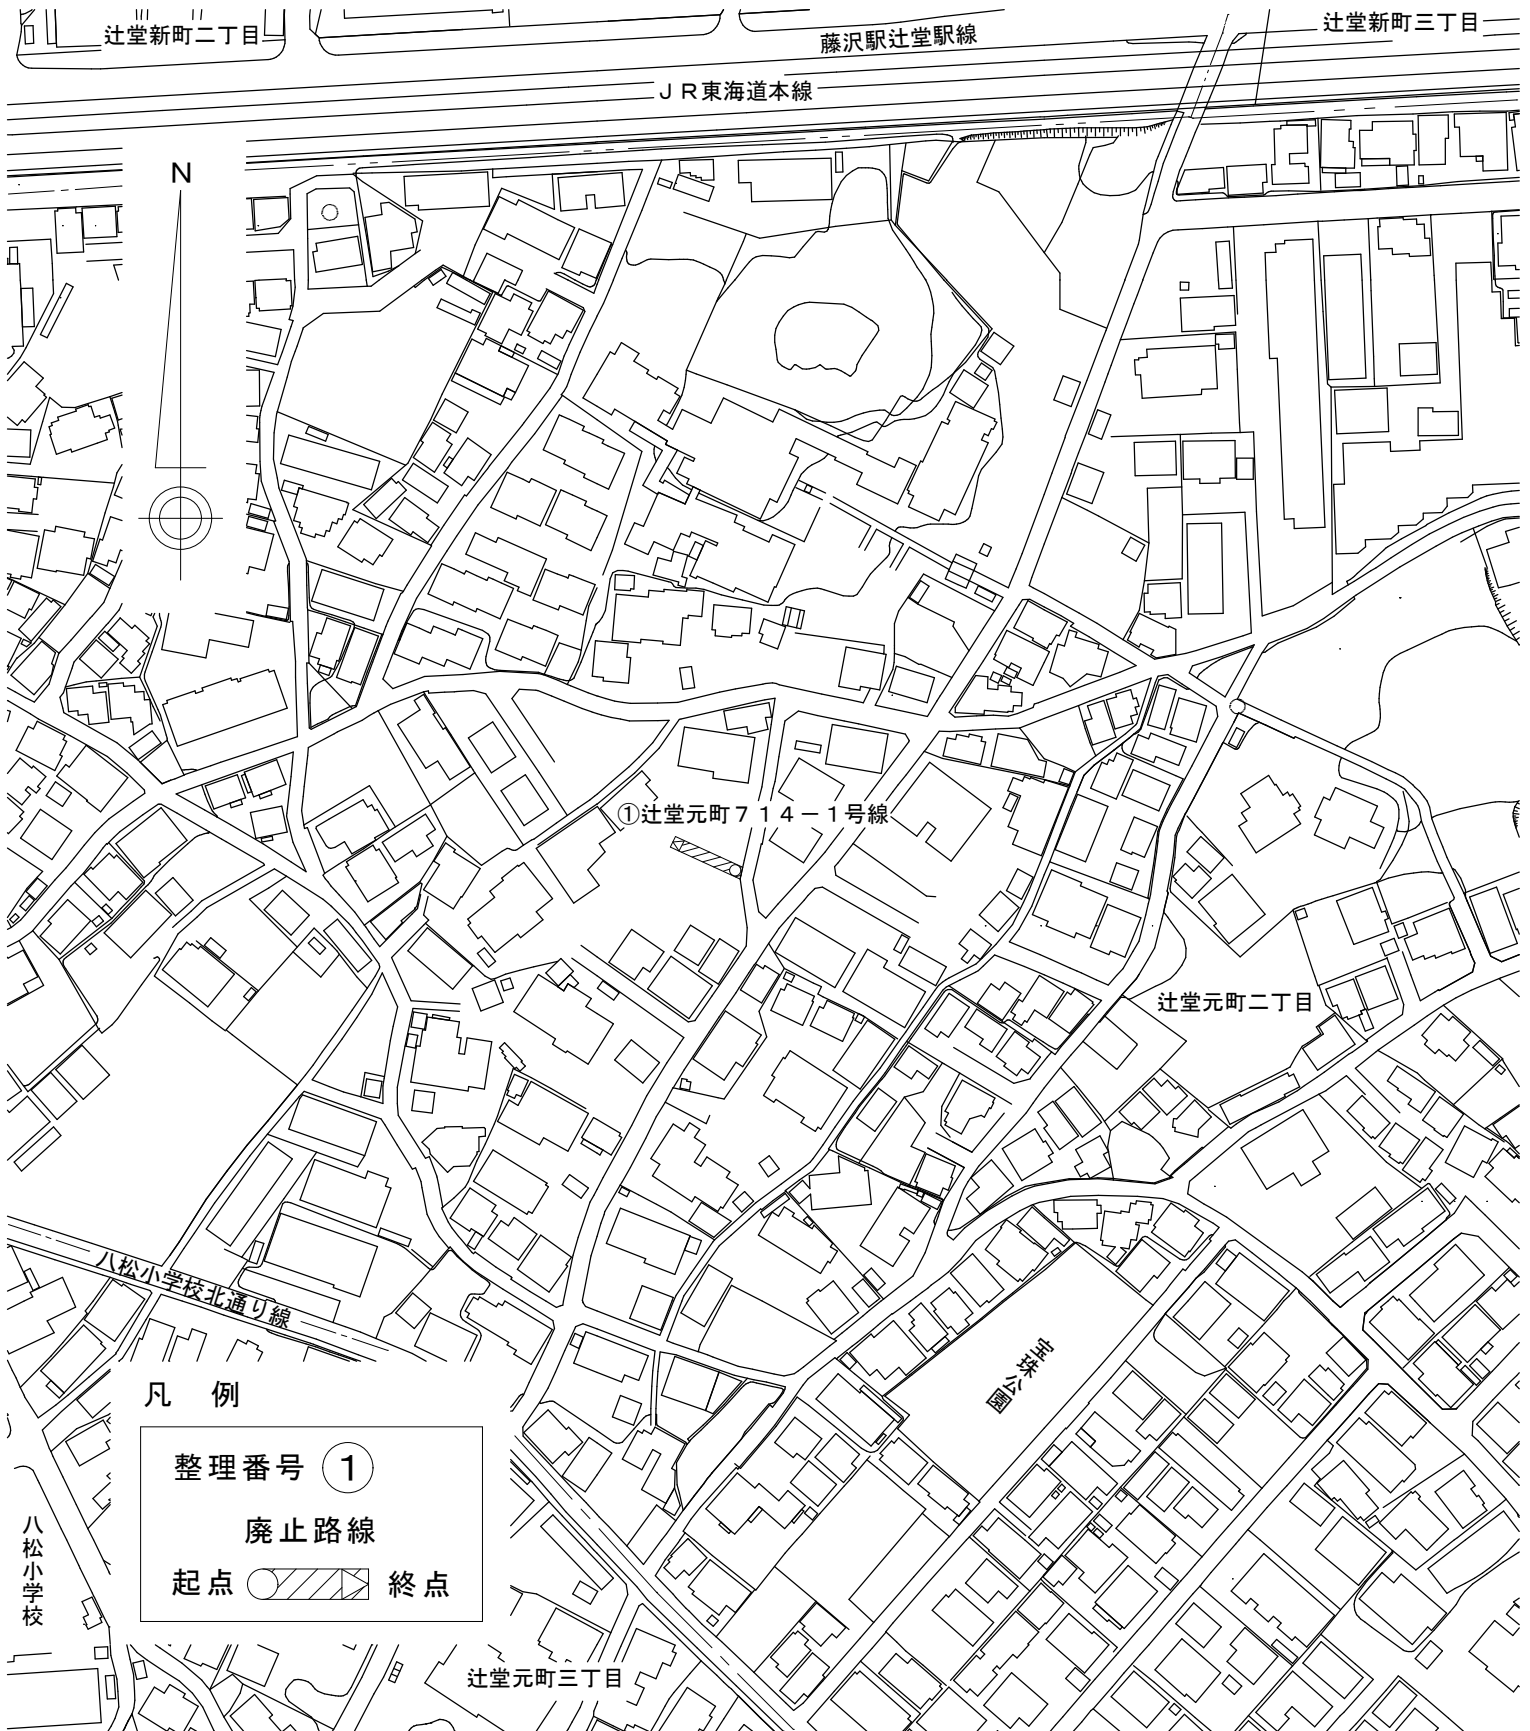 辻堂新町二丁目
藤沢駅辻堂駅線
辻堂新町三丁目
ＪＲ東海道本線
N
①辻堂元町７１４－１号線
辻堂元町二丁目
八松小学校北通り線
宝珠公園
凡　例
整理番号 ①
廃止路線
起点 終点
八松小学校
辻堂元町三丁目